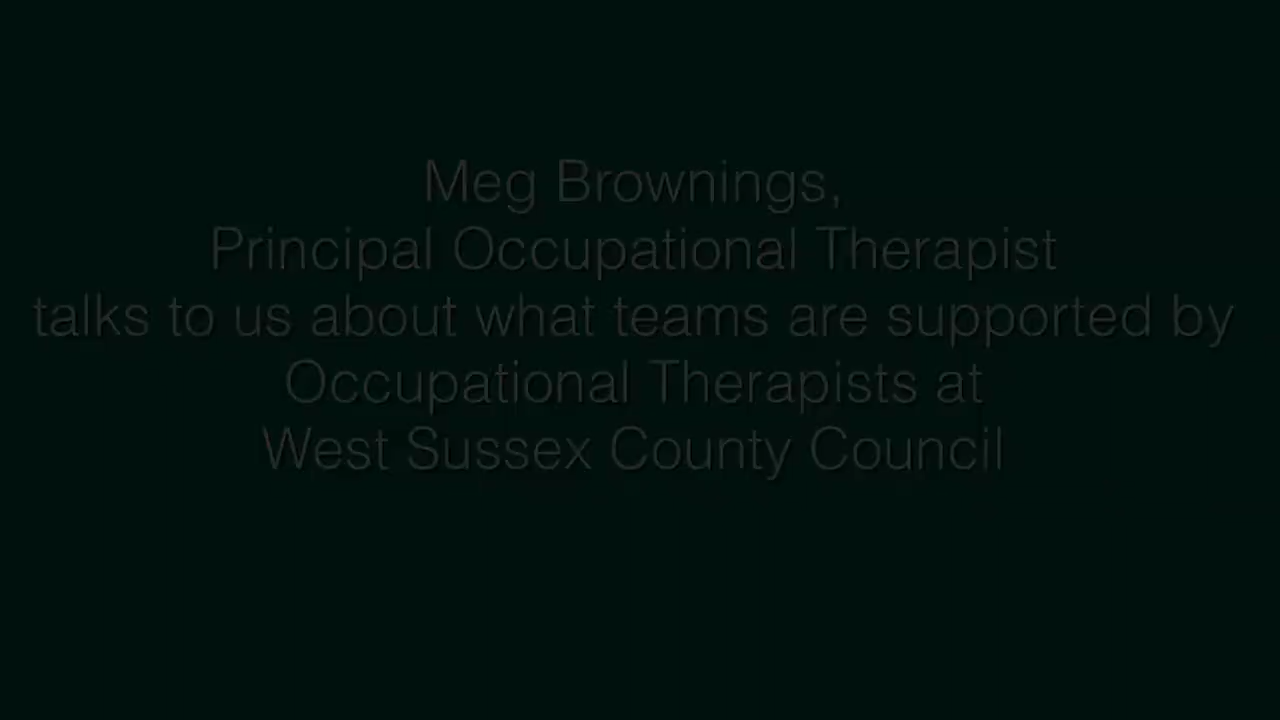 Meg Brownings,
Principal Occupational Therapist
talks to us about what teams are supported by
Occupational Therapists at
West Sussex County Council